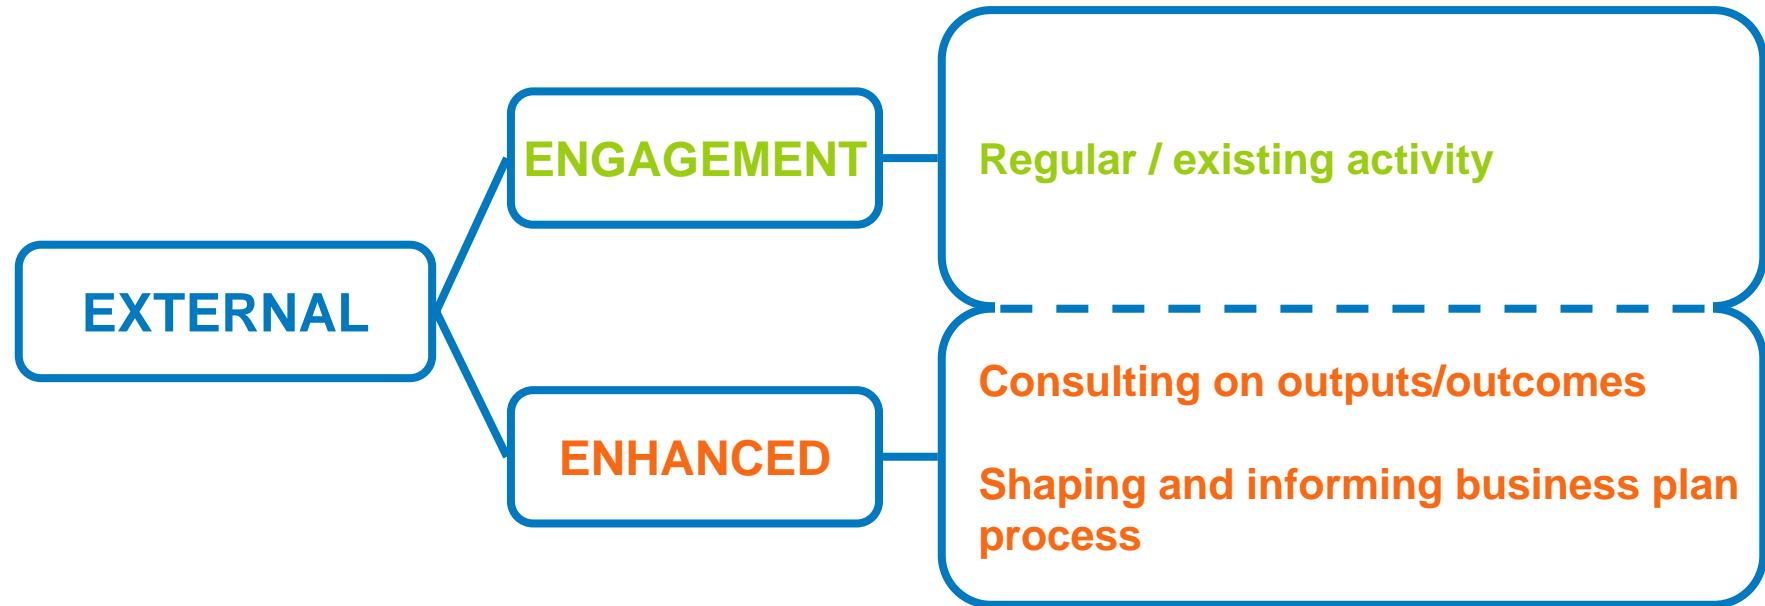 EXTERNAL
ENGAGEMENT
Regular / existing activity
ENHANCED
Consulting on outputs/outcomes
Shaping and informing business plan
process